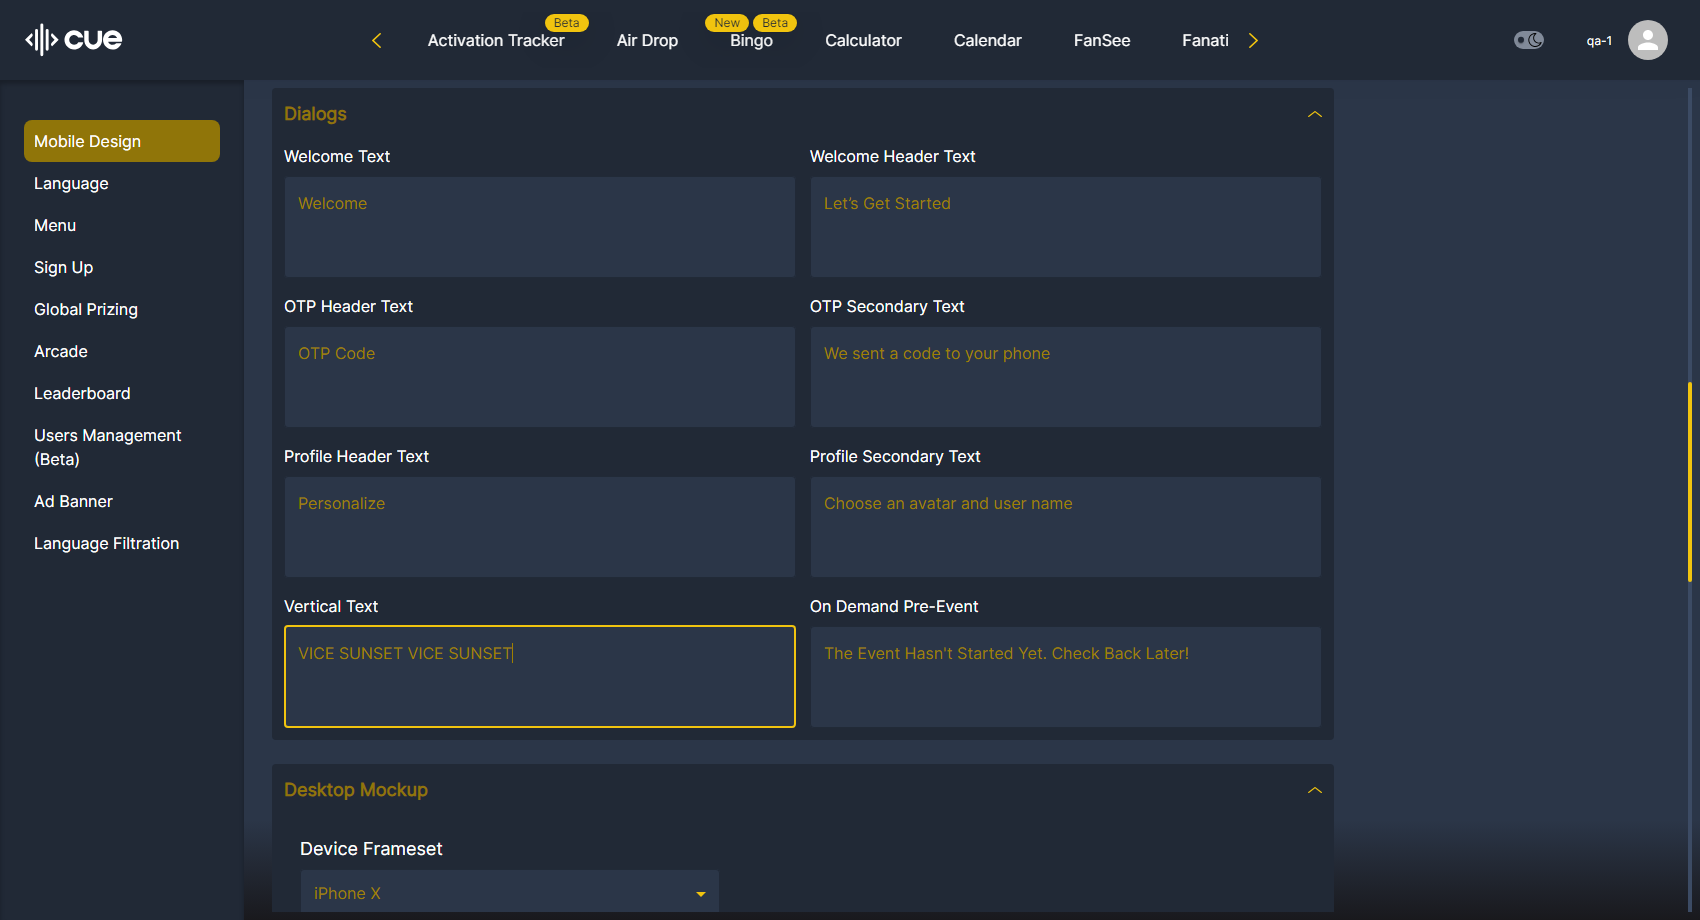 cue
Activation Tracker
Beta
Air Drop
New
Beta
Bingo
Calculator
Calendar
FanSee
Fanati
qa-1
Mobile Design
Language
Menu
Sign Up
Global Prizing
Arcade
Leaderboard
Users Management
(Beta)
Ad Banner
Language Filtration
Dialogs
Welcome Text
Welcome
Welcome Header Text
Let’s Get Started
OTP Header Text
OTP Code
OTP Secondary Text
We sent a code to your phone
Profile Header Text
Personalize
Profile Secondary Text
Choose an avatar and user name
Vertical Text
VICE SUNSET VICE SUNSET
On Demand Pre-Event
The Event Hasn't Started Yet. Check Back Later!
Desktop Mockup
Device Frameset
iPhone X